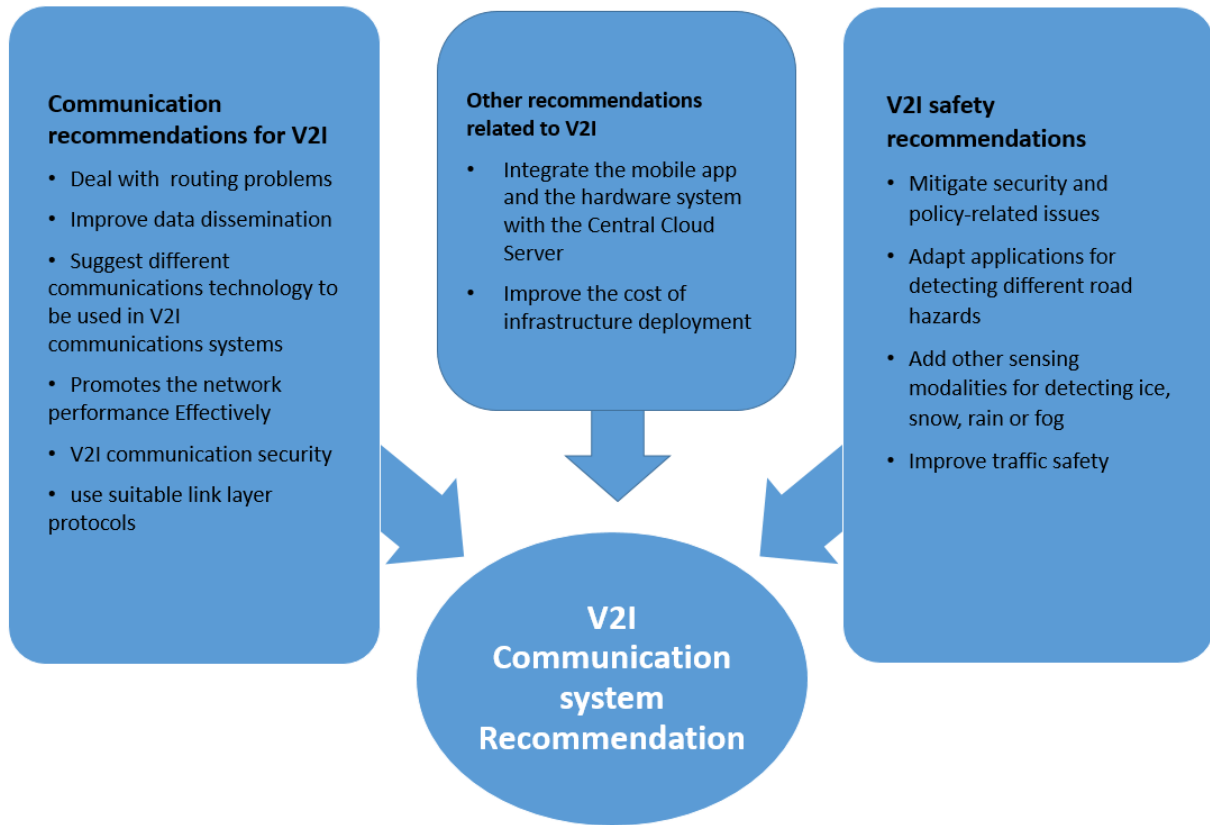 Communication
recommendations for V2I
• Deal with routing problems
• Improve data dissemination
• Suggest different
communications technology to
be used in V2I
communications systems
• Promotes the network
performance Effectively
• V2I communication security
• use suitable link layer
protocols
Other recommendations
related to V2I
• Integrate the mobile app
and the hardware system
with the Central Cloud
Server
• Improve the cost of
infrastructure deployment
V2I safety
recommendations
• Mitigate security and
policy-related issues
• Adapt applications for
detecting different road
hazards
• Add other sensing
modalities for detecting ice,
snow, rain or fog
• Improve traffic safety
V2I
Communication
system
Recommendation